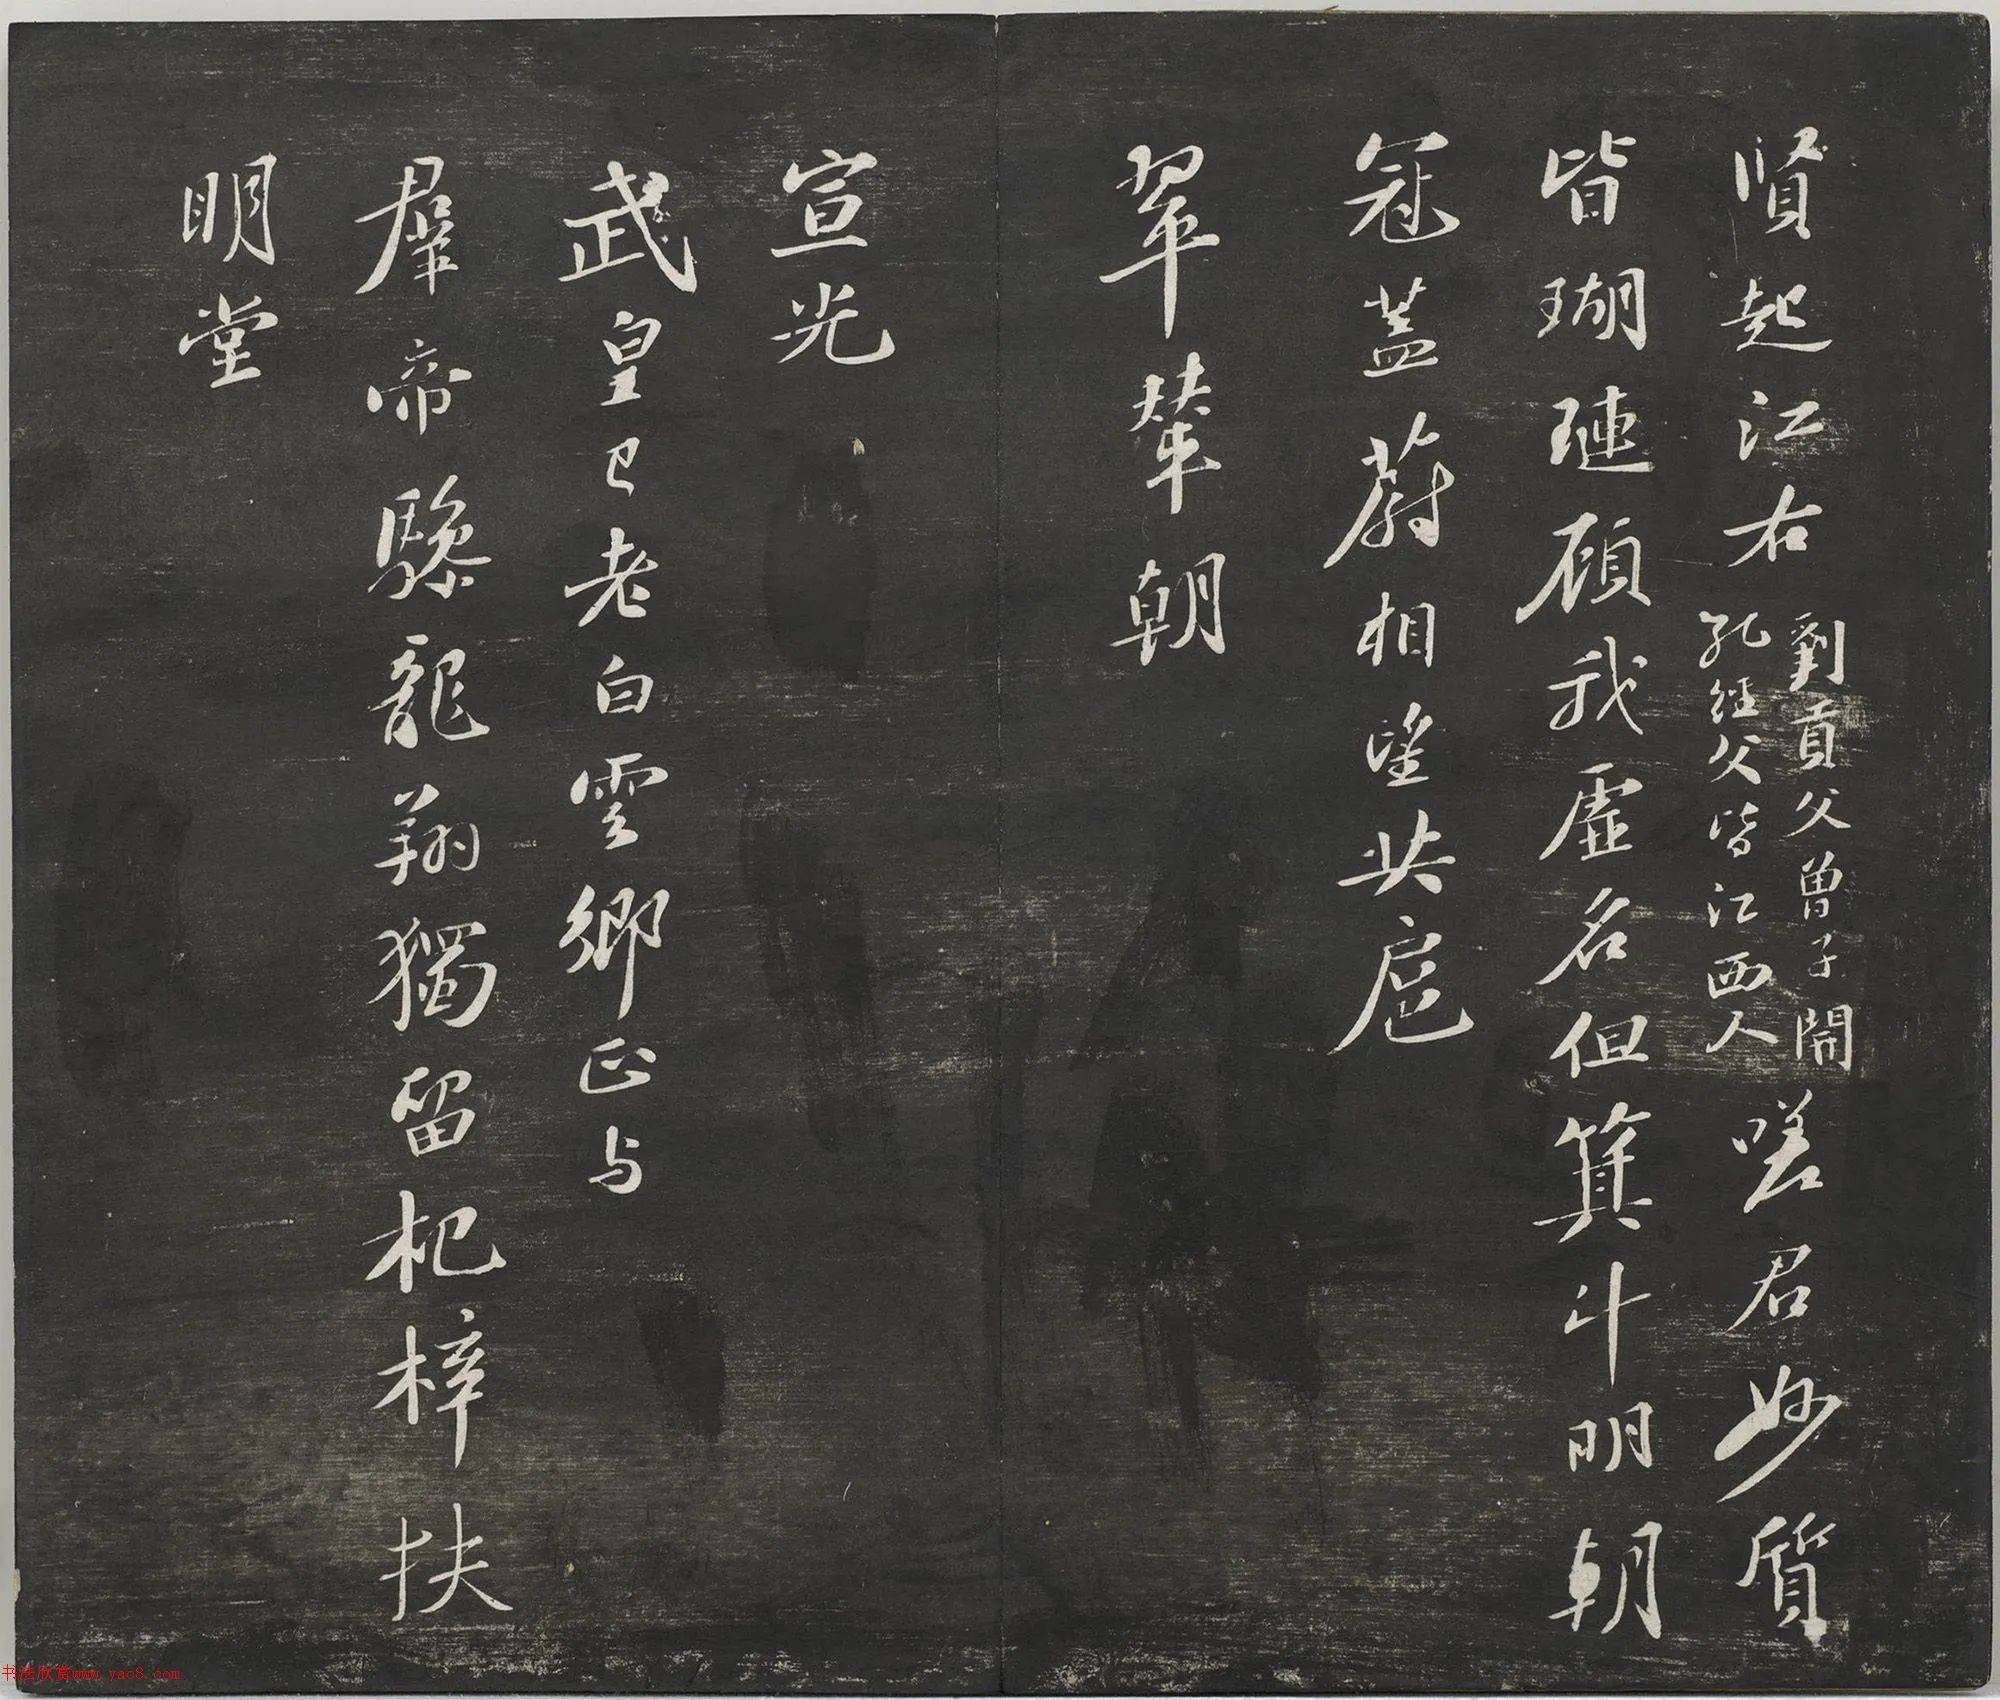 賢起江右
劉貢父曾子開
孔經父皆江西人
嗟君妙質
皆瑚璉顧我虛名但箕斗明朝
冠蓋蔚相望共扈
翠輦朝
宣光
武皇已老白雲鄉正与
羣帝驂龍翔獨留杞梓扶
明堂
书法欣赏www.yac8.com